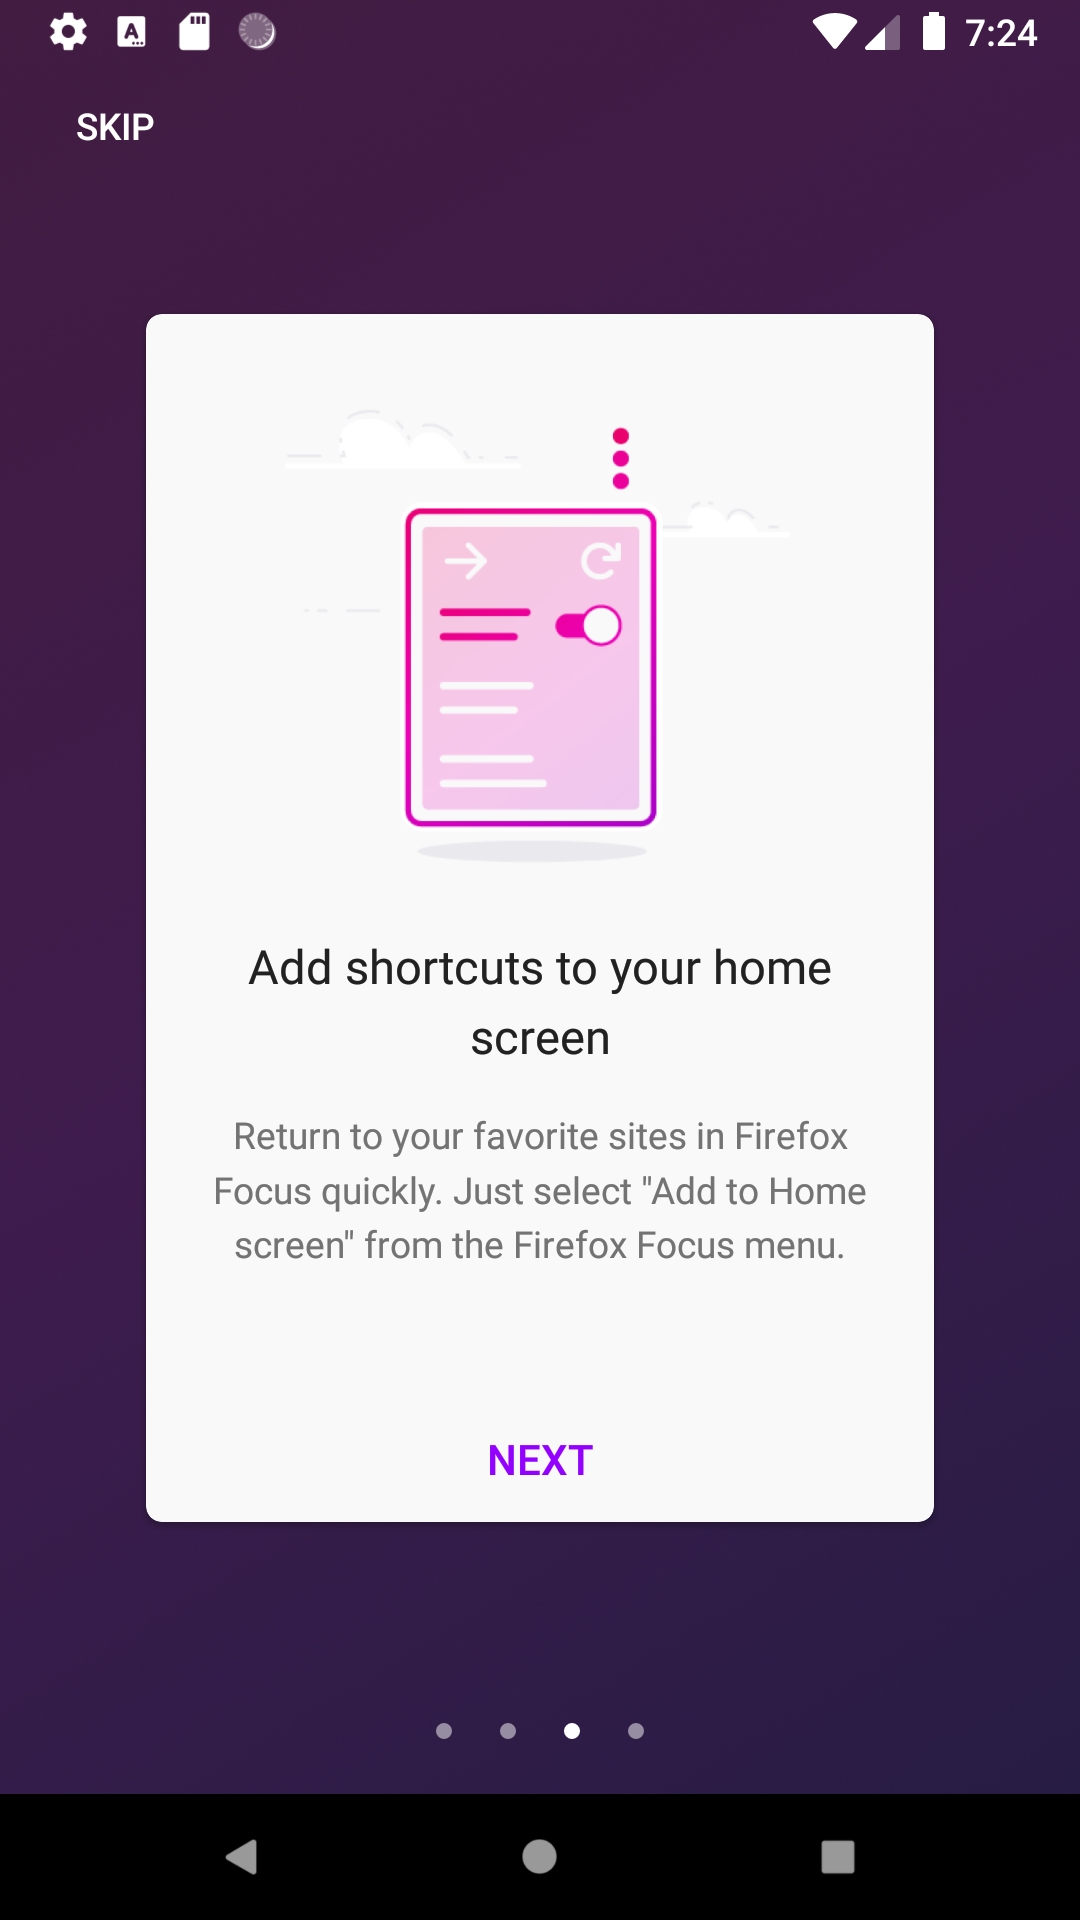 7:24
SKIP
Add shortcuts to your home
screen
Return to your favorite sites in Firefox
Focus quickly. Just select "Add to Home
screen" from the Firefox Focus menu.
NEXT